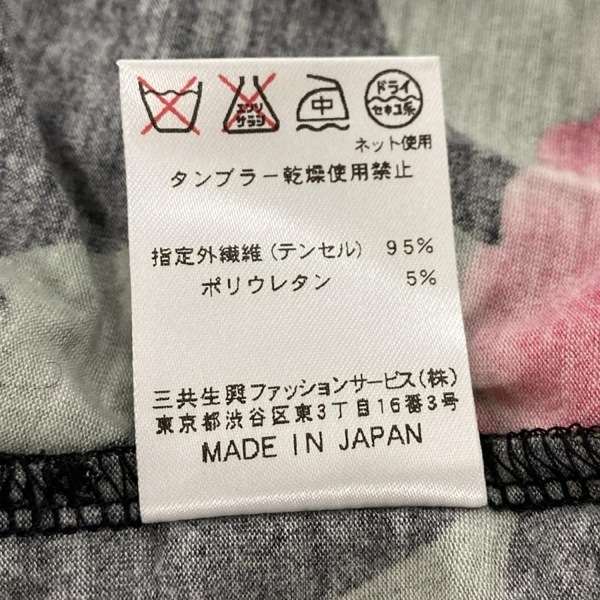 エンソ
サラシ
中
ドライ
セキユ系
ネット使用
タンブラー乾燥使用禁止
指定外繊維(テンセル) 95%
ポリウレタン 5%
三共生興ファッションサービス(株)
東京都渋谷区東3丁目16番3号
MADE IN JAPAN